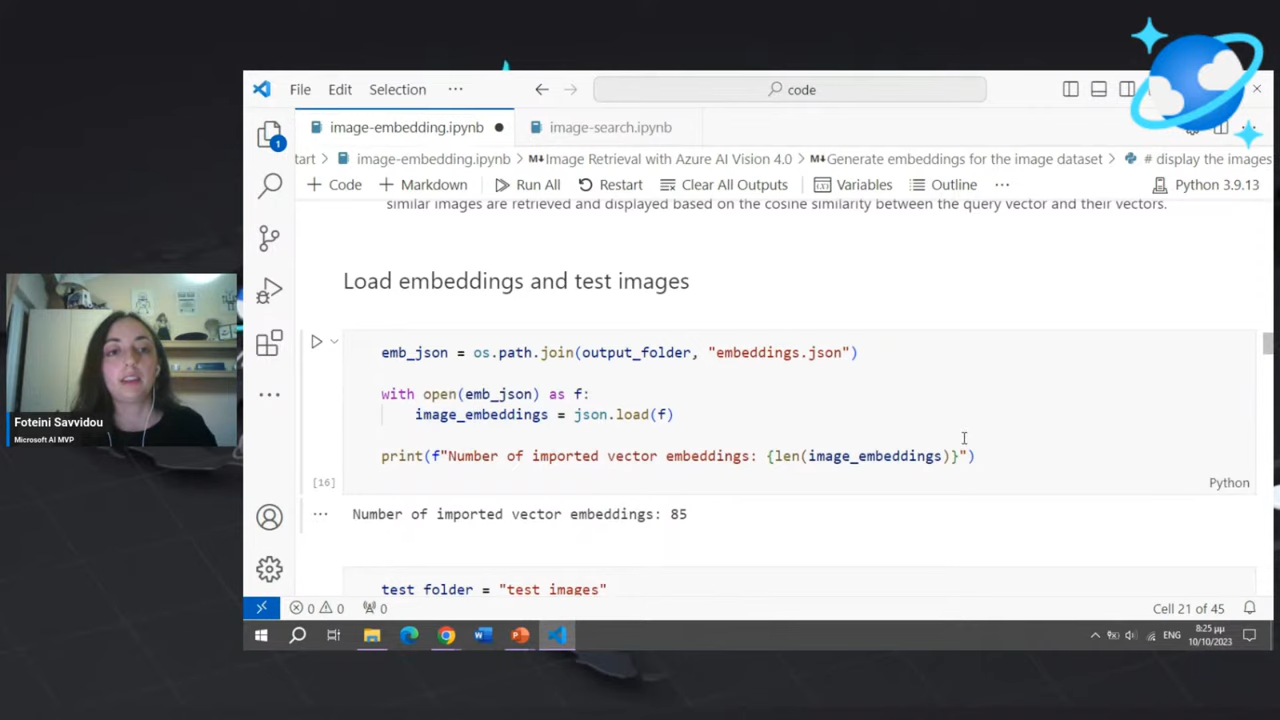 File Edit Selection ··· code
image-embedding.ipynb image-search.ipynb
tart > image-embedding.ipynb > M↓Image Retrieval with Azure AI Vision 4.0 > M↓Generate embeddings for the image dataset > # display the images
+ Code + Markdown Run All Restart Clear All Outputs Variables Outline ··· Python 3.9.13
similar images are retrieved and displayed based on the cosine similarity between the query vector and their vectors.
Load embeddings and test images
emb_json = os.path.join(output_folder, "embeddings.json")
with open(emb_json) as f:
image_embeddings = json.load(f)
print(f"Number of imported vector embeddings: {len(image_embeddings)}")
[16] Python
··· Number of imported vector embeddings: 85
test_folder = "test_images"
1
Foteini Savvidou
Microsoft AI MVP
0 0 0 Cell 21 of 45
ENG 8:25 μμ
10/10/2023